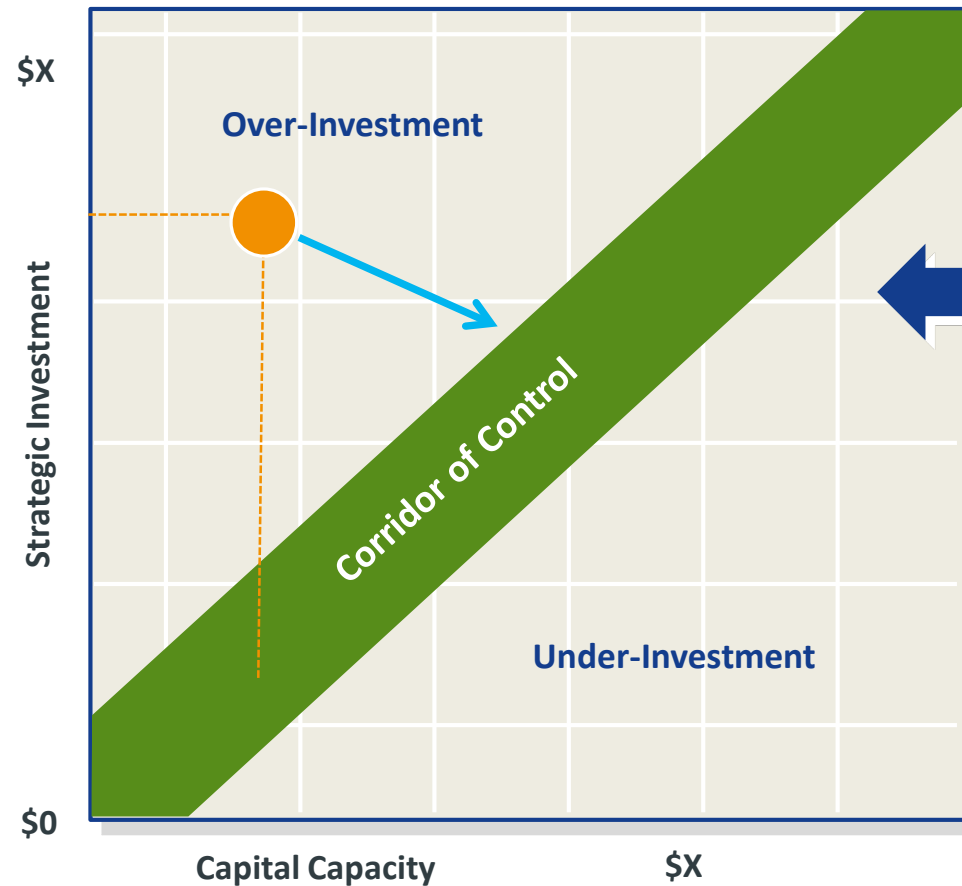 $X
Over-Investment
Strategic Investment
Corridor of Control
Under-Investment
$0
Capital Capacity
$X